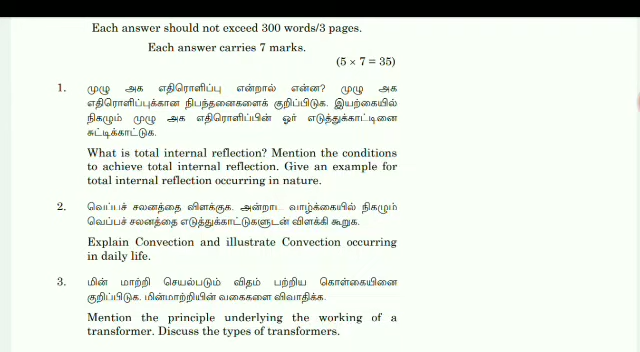 Each answer should not exceed 300 words/3 pages.
Each answer carries 7 marks.
(5 × 7 = 35)
1. முழு அக எதிரொளிப்பு என்றால் என்ன? முழு அக
எதிரொளிப்புக்கான நிபந்தனைகளைக் குறிப்பிடுக. இயற்கையில்
நிகழும் முழு அக எதிரொளிப்பின் ஓர் எடுத்துக்காட்டினை
சுட்டிக்காட்டுக.
What is total internal reflection? Mention the conditions
to achieve total internal reflection. Give an example for
total internal reflection occurring in nature.
2. வெப்பச் சலனத்தை விளக்குக. அன்றாட வாழ்க்கையில் நிகழும்
வெப்பச் சலனத்தை எடுத்துக்காட்டுகளுடன் விளக்கி கூறுக.
Explain Convection and illustrate Convection occurring
in daily life.
3. மின் மாற்றி செயல்படும் விதம் பற்றிய கொள்கையினை
குறிப்பிடுக. மின்மாற்றியின் வகைகளை விவாதிக்க.
Mention the principle underlying the working of a
transformer. Discuss the types of transformers.